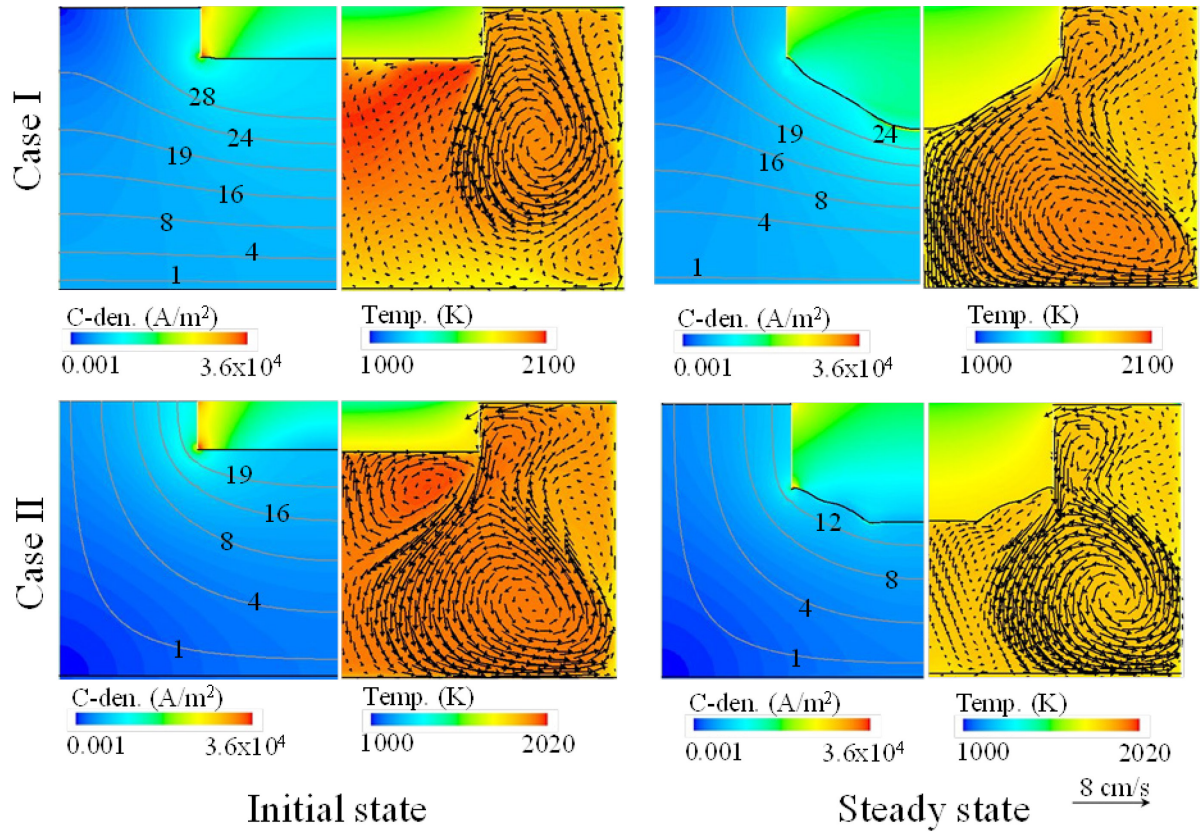 Case I
28
24
19
16
8
4
1
19
24
16
8
4
1
C-den. (A/m²)
0.001 3.6x10⁴
Temp. (K)
1000 2100
C-den. (A/m²)
0.001 3.6x10⁴
Temp. (K)
1000 2100
Case II
19
16
8
4
1
12
8
4
1
C-den. (A/m²)
0.001 3.6x10⁴
Temp. (K)
1000 2020
C-den. (A/m²)
0.001 3.6x10⁴
Temp. (K)
1000 2020
Initial state
Steady state
8 cm/s